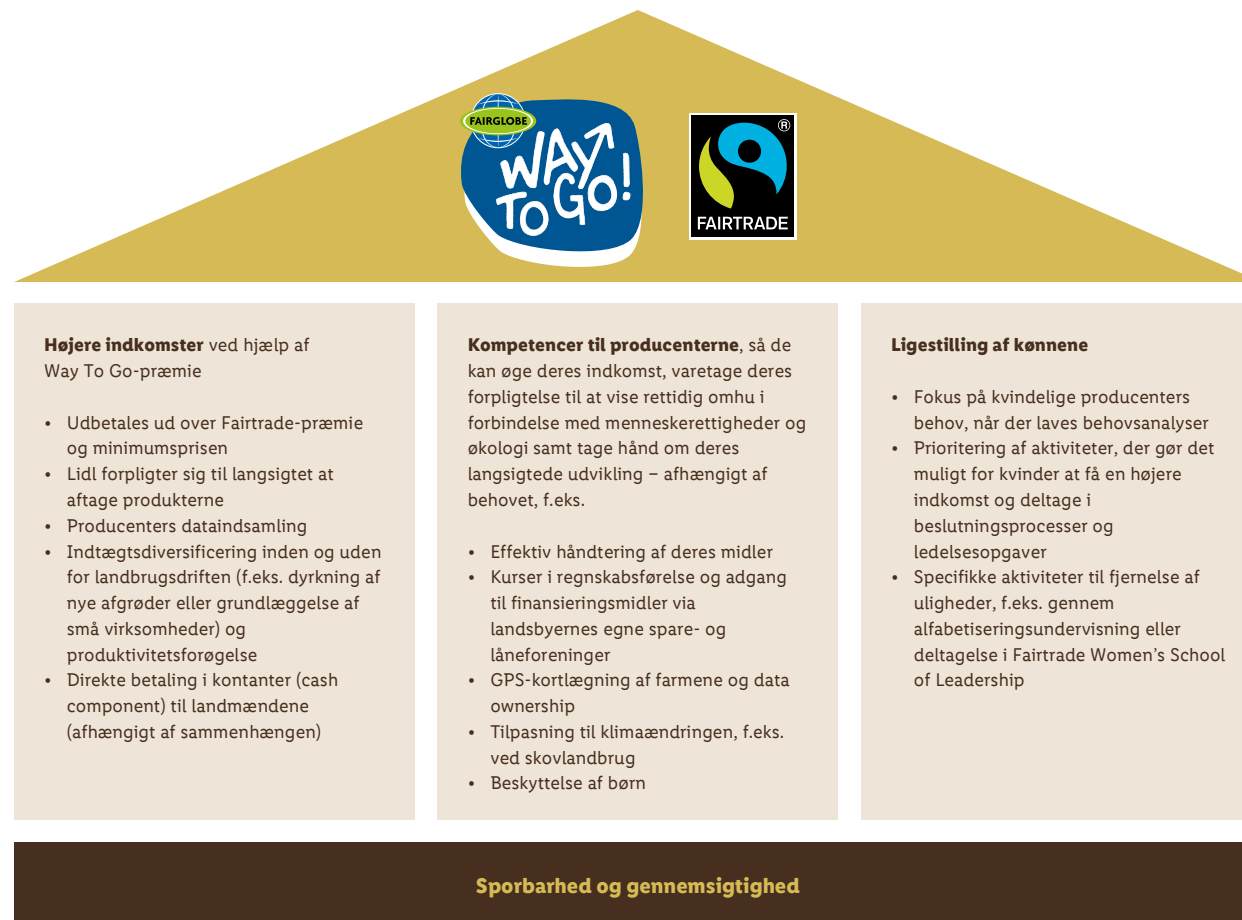 FAIRGLOBE
WAY
TO GO!
®
FAIRTRADE
Højere indkomster ved hjælp af
Way To Go-præmie
• Udbetales ud over Fairtrade-præmie
og minimumsprisen
• Lidl forpligter sig til langsigtet at
aftage produkterne
• Producenters dataindsamling
• Indtægtsdiversificering inden og uden
for landbrugsdriften (f.eks. dyrkning af
nye afgrøder eller grundlæggelse af
små virksomheder) og
produktivitetsforøgelse
• Direkte betaling i kontanter (cash
component) til landmændene
(afhængigt af sammenhængen)
Kompetencer til producenterne, så de
kan øge deres indkomst, varetage deres
forpligtelse til at vise rettidig omhu i
forbindelse med menneskerettigheder og
økologi samt tage hånd om deres
langsigtede udvikling – afhængigt af
behovet, f.eks.
• Effektiv håndtering af deres midler
• Kurser i regnskabsførelse og adgang
til finansieringsmidler via
landsbyernes egne spare- og
låneforeninger
• GPS-kortlægning af farmene og data
ownership
• Tilpasning til klimaændringen, f.eks.
ved skovlandbrug
• Beskyttelse af børn
Ligestilling af kønnene
• Fokus på kvindelige producenters
behov, når der laves behovsanalyser
• Prioritering af aktiviteter, der gør det
muligt for kvinder at få en højere
indkomst og deltage i
beslutningsprocesser og
ledelsesopgaver
• Specifikke aktiviteter til fjernelse af
uligheder, f.eks. gennem
alfabetiseringsundervisning eller
deltagelse i Fairtrade Women’s School
of Leadership
Sporbarhed og gennemsigtighed